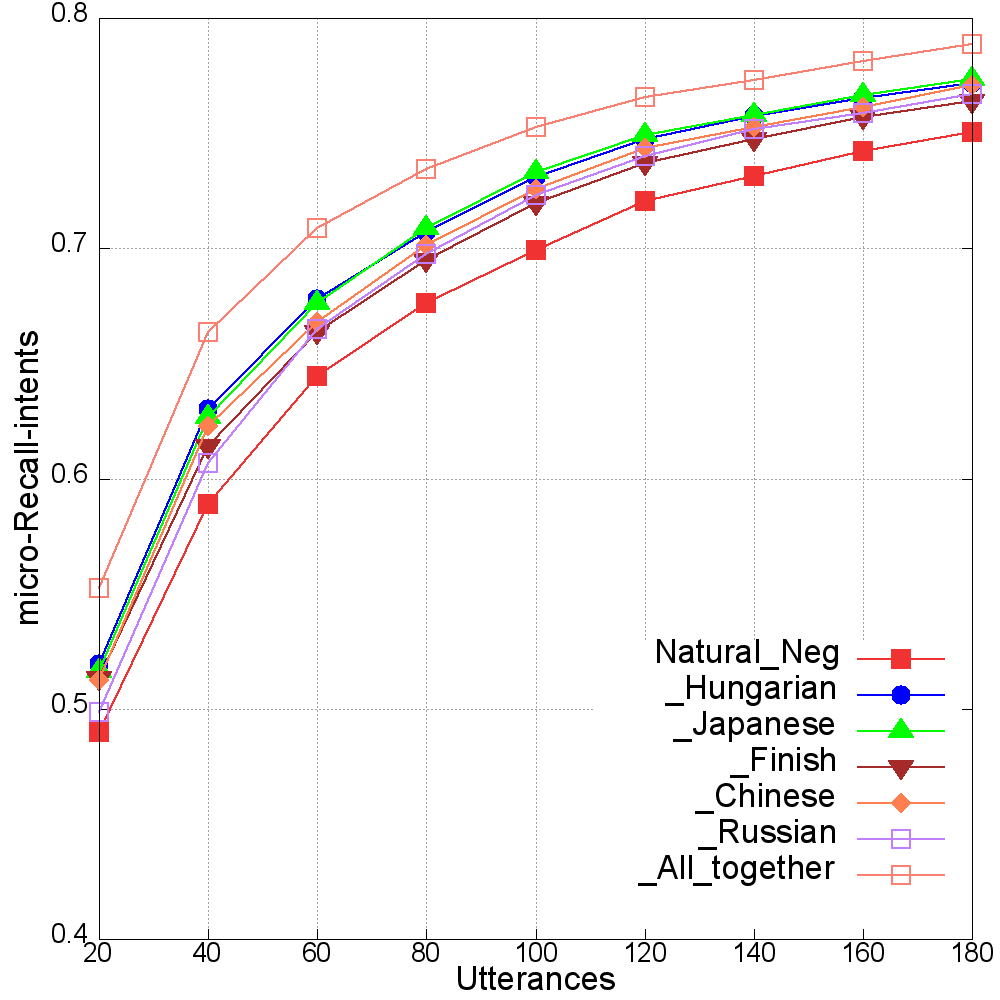 0.8
0.7
0.6
0.5
0.4
micro-Recall-intents
Natural_Neg
_Hungarian
_Japanese
_Finish
_Chinese
_Russian
_All_together
20 40 60 80 100 120 140 160 180
Utterances